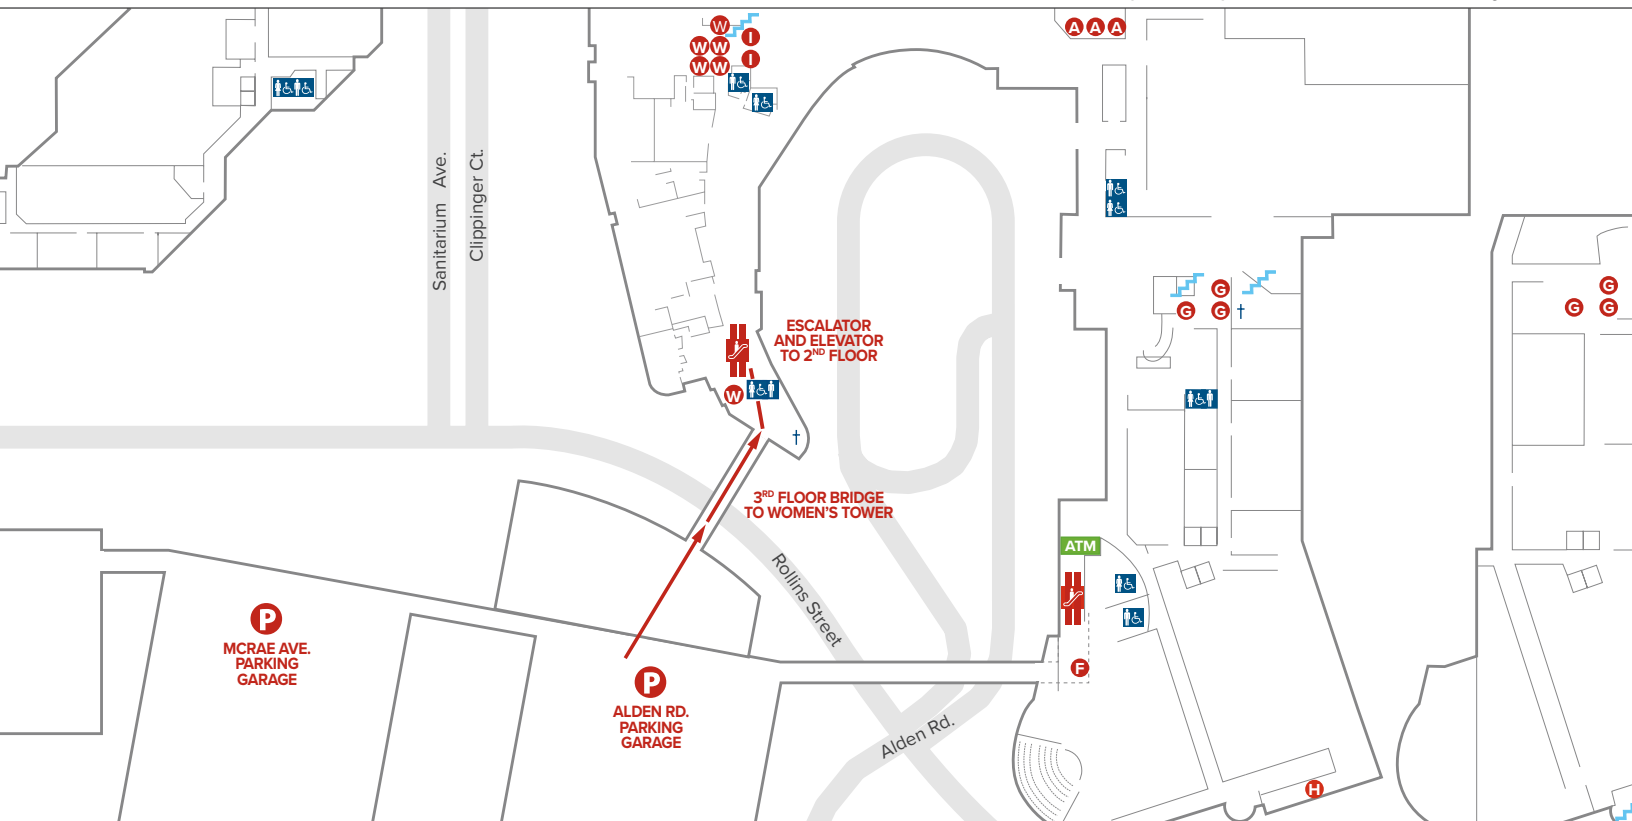 W
I
W W
I
W W
A A A
Sanitarium Ave.
Clippinger Ct.
G
G G
G
G G
ESCALATOR
AND ELEVATOR
TO 2ND FLOOR
W
3RD FLOOR BRIDGE
TO WOMEN'S TOWER
ATM
Rollins Street
P
MCRAE AVE.
PARKING
GARAGE
P
ALDEN RD.
PARKING
GARAGE
F
Alden Rd.
H